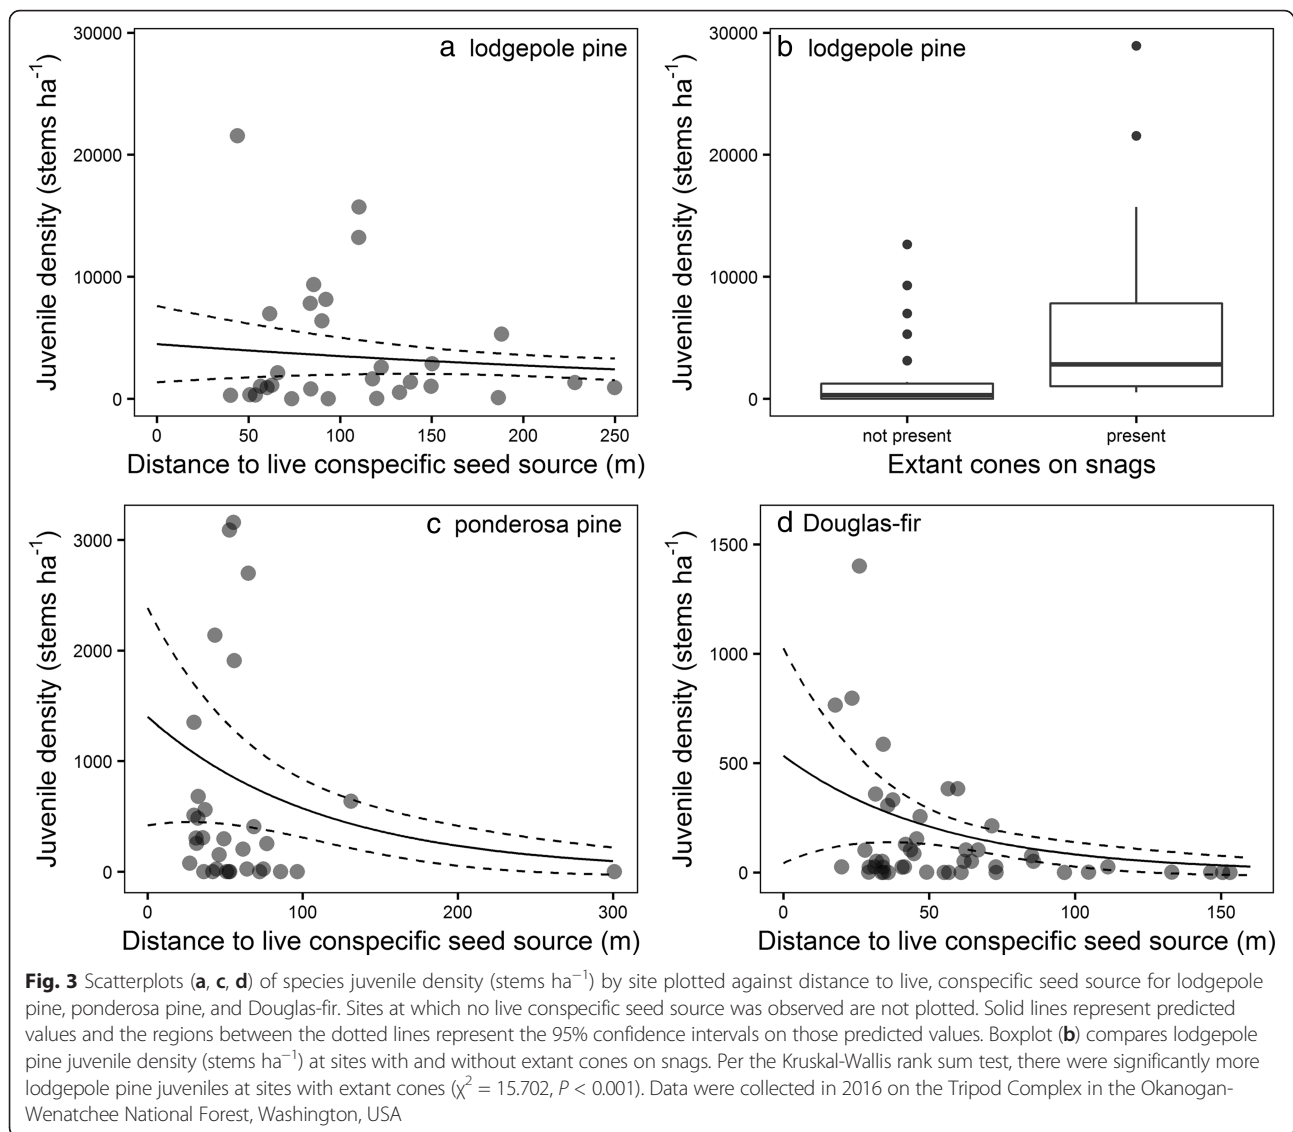 a lodgepole pine
Juvenile density (stems ha⁻¹)
30000
20000
10000
0
0 50 100 150 200 250
Distance to live conspecific seed source (m)
b lodgepole pine
Juvenile density (stems ha⁻¹)
30000
20000
10000
0
not present present
Extant cones on snags
c ponderosa pine
Juvenile density (stems ha⁻¹)
3000
2000
1000
0
0 100 200 300
Distance to live conspecific seed source (m)
d Douglas-fir
Juvenile density (stems ha⁻¹)
1500
1000
500
0
0 50 100 150
Distance to live conspecific seed source (m)
Fig. 3 Scatterplots (a, c, d) of species juvenile density (stems ha⁻¹) by site plotted against distance to live, conspecific seed source for lodgepole
pine, ponderosa pine, and Douglas-fir. Sites at which no live conspecific seed source was observed are not plotted. Solid lines represent predicted
values and the regions between the dotted lines represent the 95% confidence intervals on those predicted values. Boxplot (b) compares lodgepole
pine juvenile density (stems ha⁻¹) at sites with and without extant cones on snags. Per the Kruskal-Wallis rank sum test, there were significantly more
lodgepole pine juveniles at sites with extant cones (χ² = 15.702, P < 0.001). Data were collected in 2016 on the Tripod Complex in the Okanogan-
Wenatchee National Forest, Washington, USA